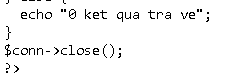 } else {
  echo "0 ket qua tra ve";
}
$conn->close();
?>